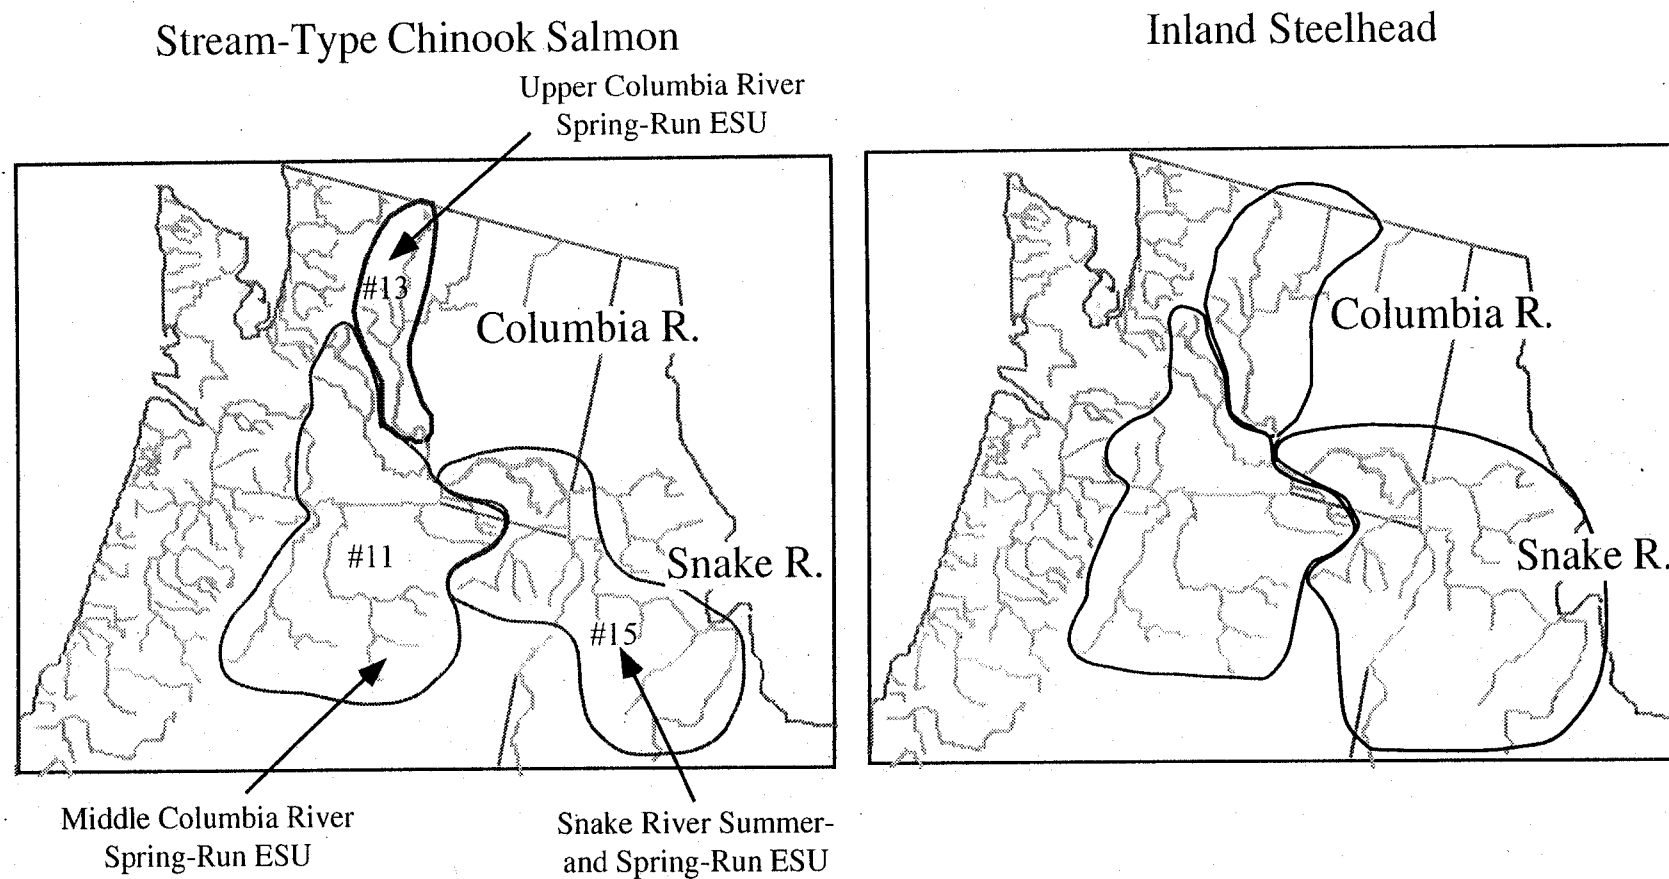 Stream-Type Chinook Salmon
Inland Steelhead
Upper Columbia River
Spring-Run ESU
#13
Columbia R.
Columbia R.
#11
Snake R.
Snake R.
#15
Middle Columbia River
Spring-Run ESU
Snake River Summer-
and Spring-Run ESU